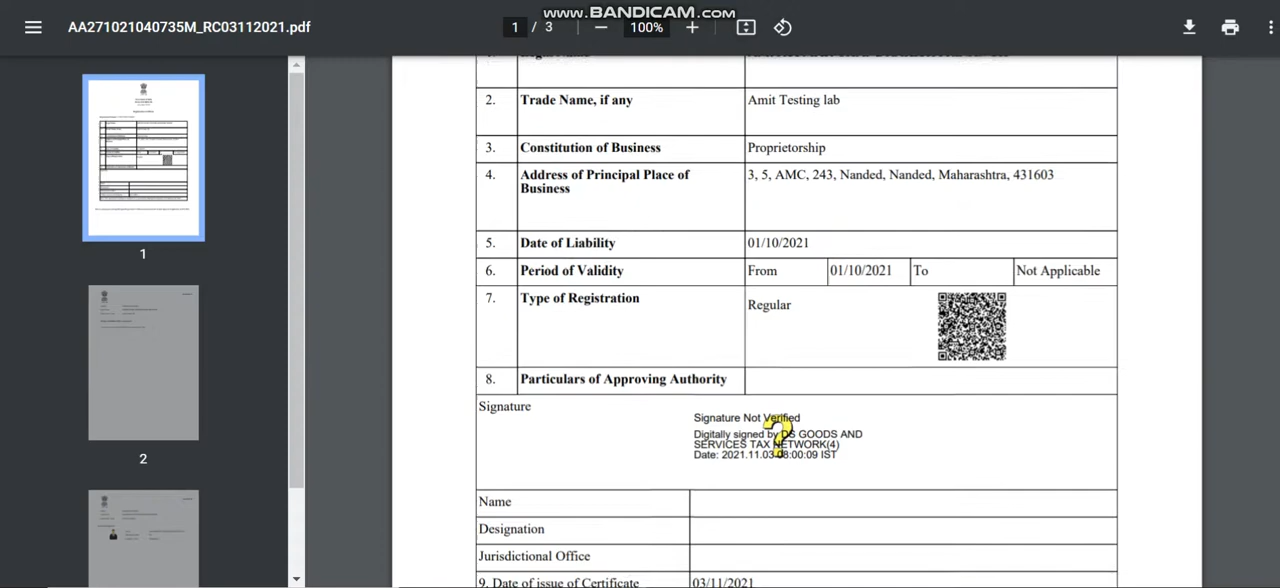 www.BANDICAM.com
AA271021040735M_RC03112021.pdf
1 / 3
100%
2. Trade Name, if any Amit Testing lab
3. Constitution of Business Proprietorship
4. Address of Principal Place of Business 3, 5, AMC, 243, Nanded, Nanded, Maharashtra, 431603
5. Date of Liability 01/10/2021
6. Period of Validity From 01/10/2021 To Not Applicable
7. Type of Registration Regular
8. Particulars of Approving Authority
Signature
Signature Not Verified
Digitally signed by DS GOODS AND
SERVICES TAX NETWORK(4)
Date: 2021.11.03 08:00:09 IST
Name
Designation
Jurisdictional Office
9. Date of issue of Certificate 03/11/2021
1
2